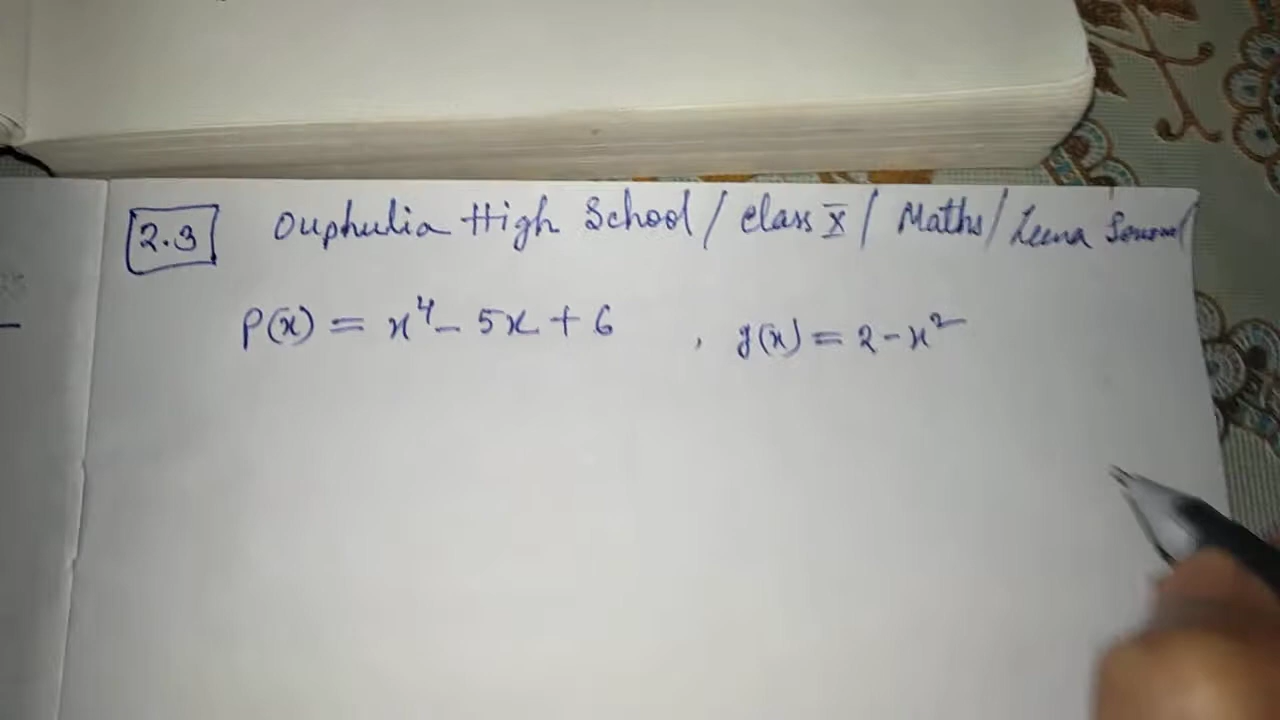 2.3 Ouphulia High School / Class X / Maths / Leena
P(x) = x⁴ - 5x + 6 , g(x) = 2 - x²